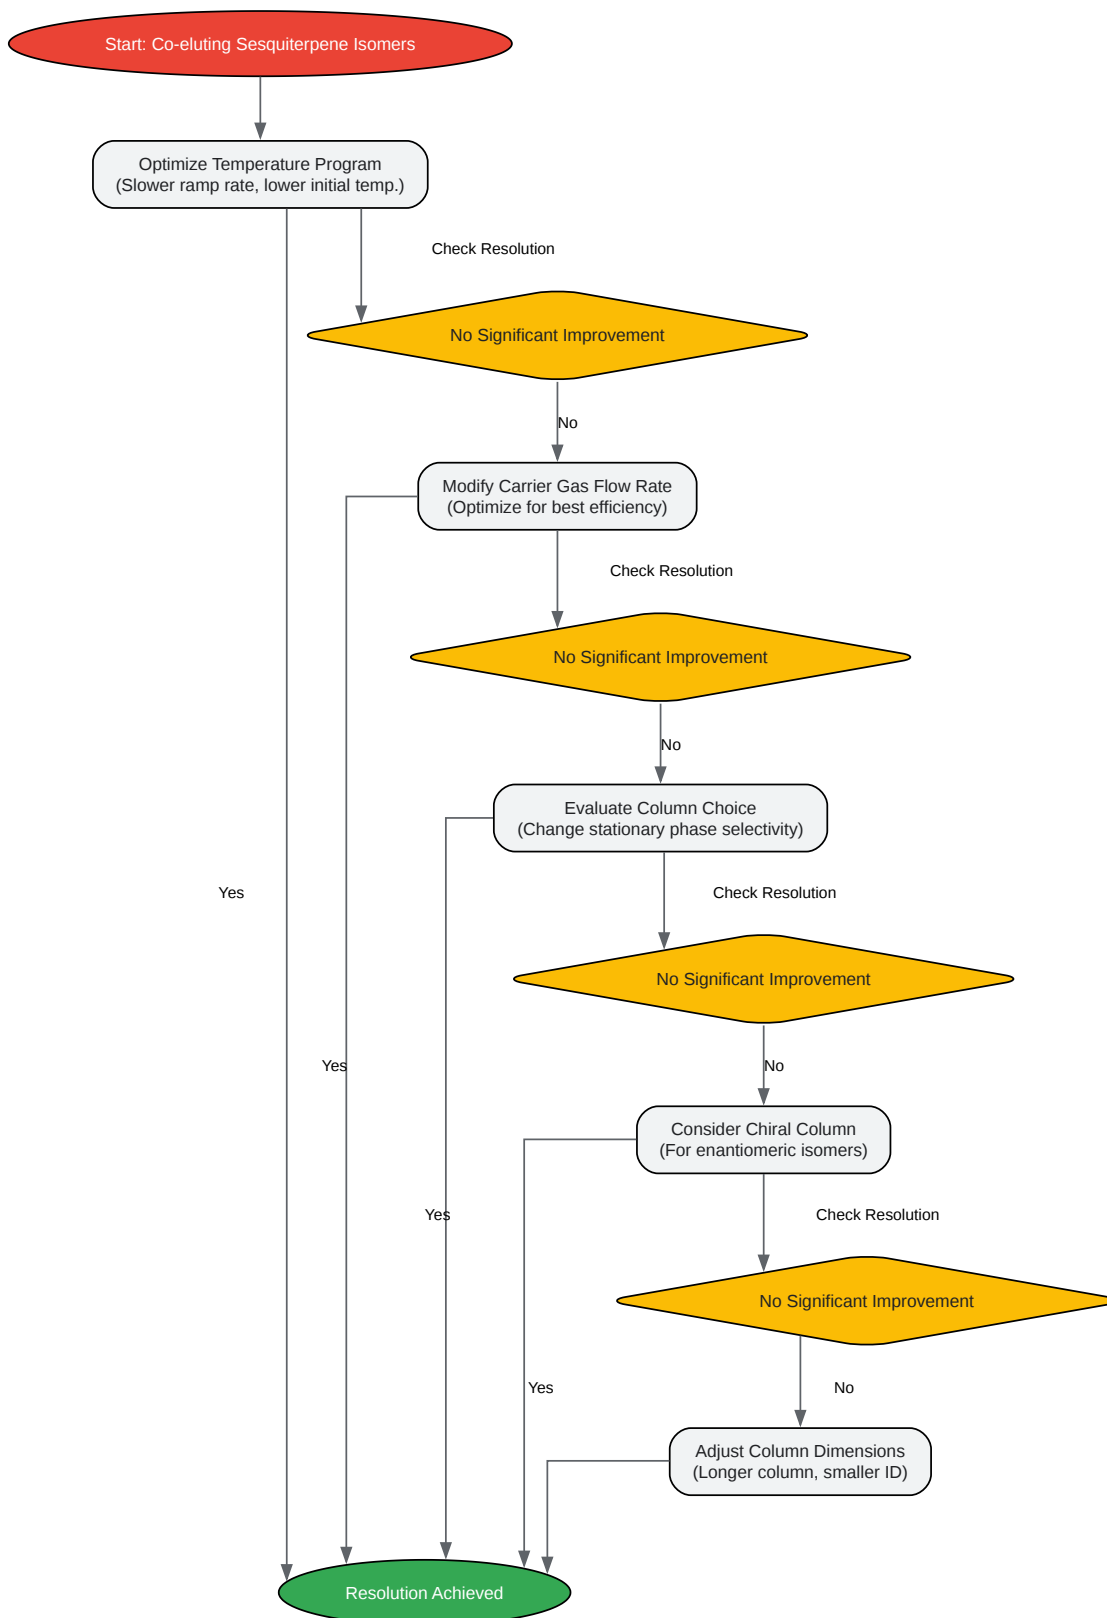 Start: Co-eluting Sesquiterpene Isomers
Optimize Temperature Program
(Slower ramp rate, lower initial temp.)
Check Resolution
No Significant Improvement
No
Modify Carrier Gas Flow Rate
(Optimize for best efficiency)
Check Resolution
No Significant Improvement
No
Evaluate Column Choice
(Change stationary phase selectivity)
Yes
Check Resolution
No Significant Improvement
Yes
No
Consider Chiral Column
(For enantiomeric isomers)
Yes
Check Resolution
No Significant Improvement
Yes
No
Adjust Column Dimensions
(Longer column, smaller ID)
Resolution Achieved